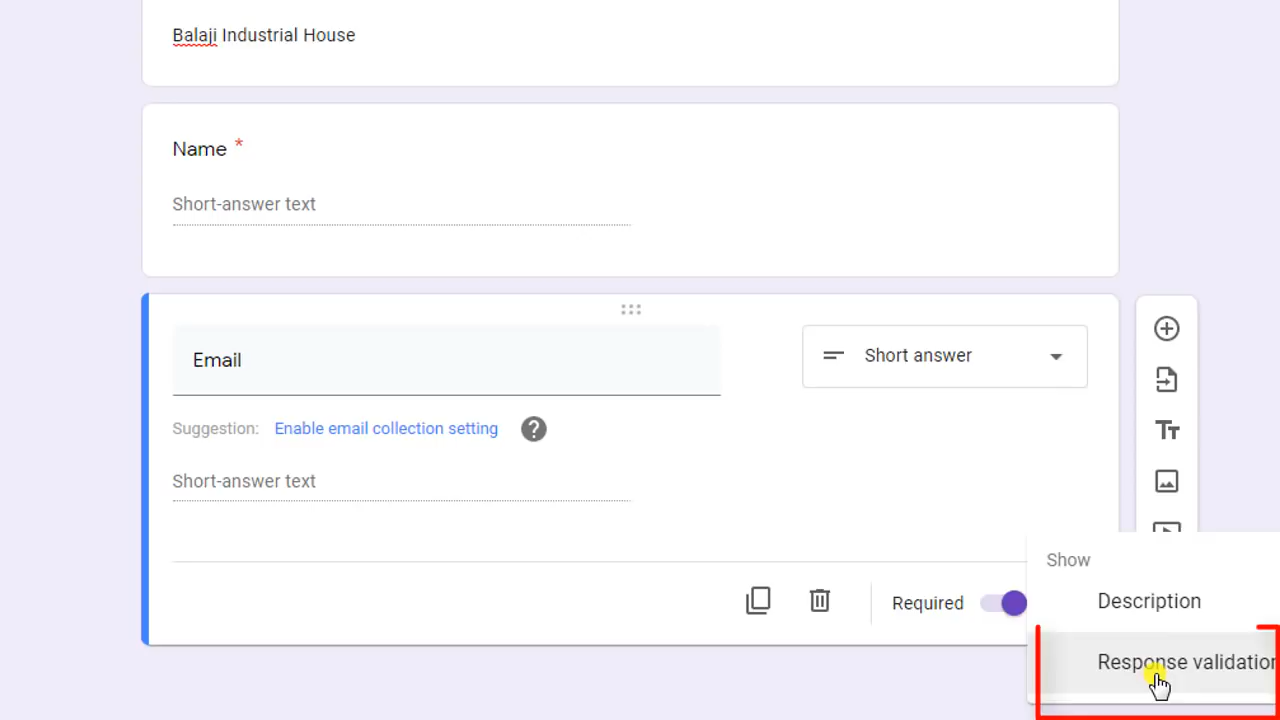 Balaji Industrial House
Name *
Short-answer text
Email
Short answer
Suggestion: Enable email collection setting ?
Short-answer text
Show
Description
Required
Response validation